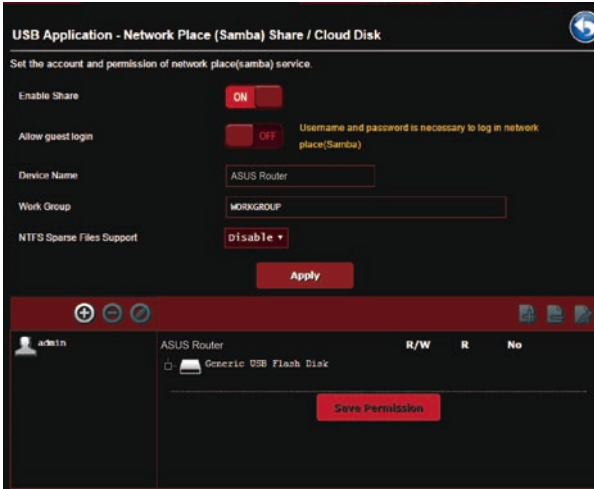 USB Application - Network Place (Samba) Share / Cloud Disk
Set the account and permission of network place(samba) service.
Enable Share
ON
Allow guest login
OFF
Username and password is necessary to log in network
place(Samba)
Device Name
ASUS Router
Work Group
WORKGROUP
NTFS Sparse Files Support
Disable
Apply
admin
ASUS Router R/W R No
Generic USB Flash Disk
Save Permission